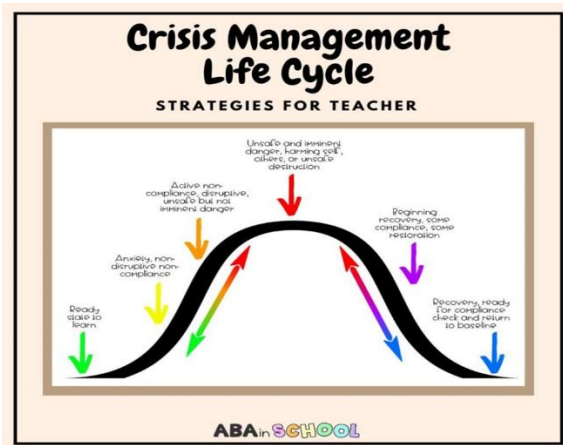 Crisis Management
Life Cycle
STRATEGIES FOR TEACHER
Unsafe and imminent
danger, harming self,
others, or unsafe
destruction
Active non-
compliance, disruptive,
unsafe but not
imminent danger
Beginning
recovery, some
compliance, some
restoration
Anxiety, non-
disruptive non-
compliance
Ready
state to
learn
Recovery, ready
for compliance
check and return
to baseline
ABA in SCHOOL